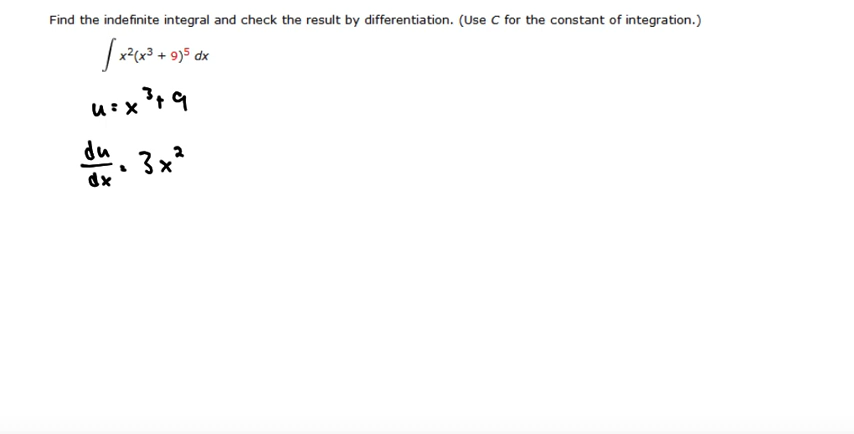 Find the indefinite integral and check the result by differentiation. (Use C for the constant of integration.)
∫ x²(x³ + 9)⁵ dx
u = x³ + 9
du/dx = 3x²